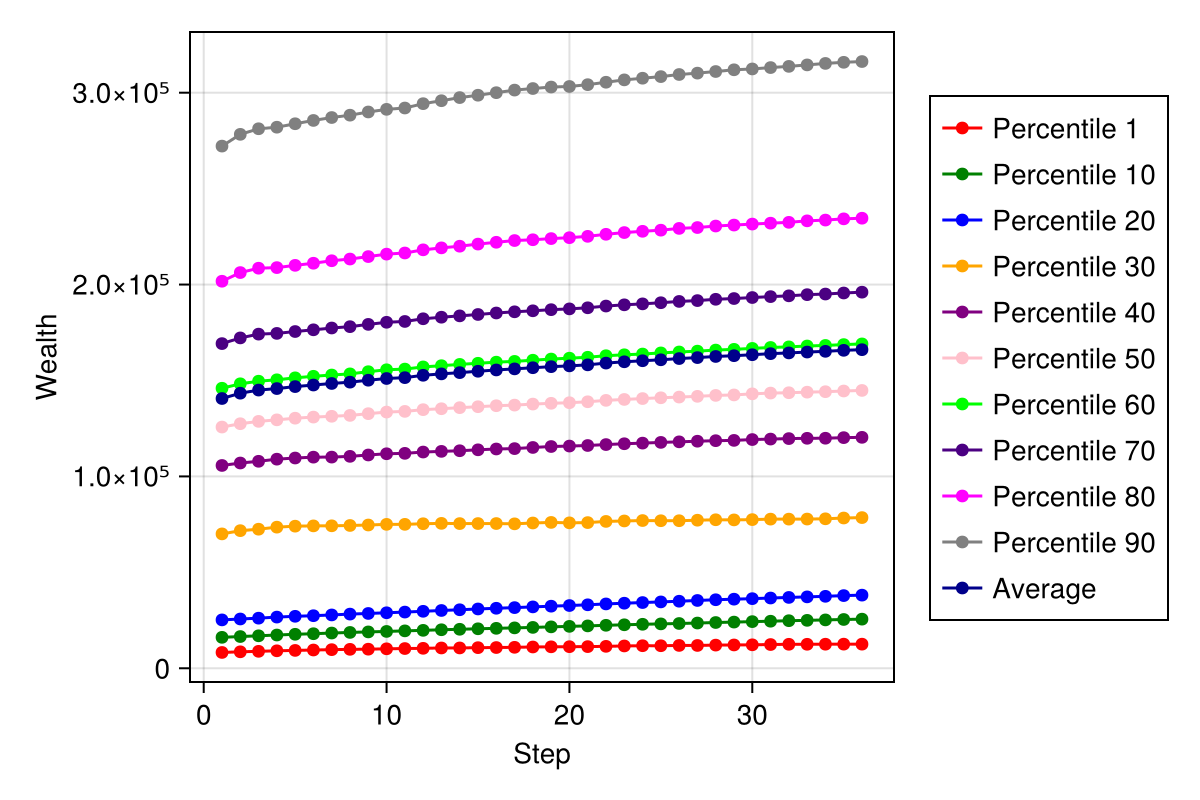 3.0×10⁵
2.0×10⁵
1.0×10⁵
0
Wealth
0 10 20 30
Step
Percentile 1
Percentile 10
Percentile 20
Percentile 30
Percentile 40
Percentile 50
Percentile 60
Percentile 70
Percentile 80
Percentile 90
Average